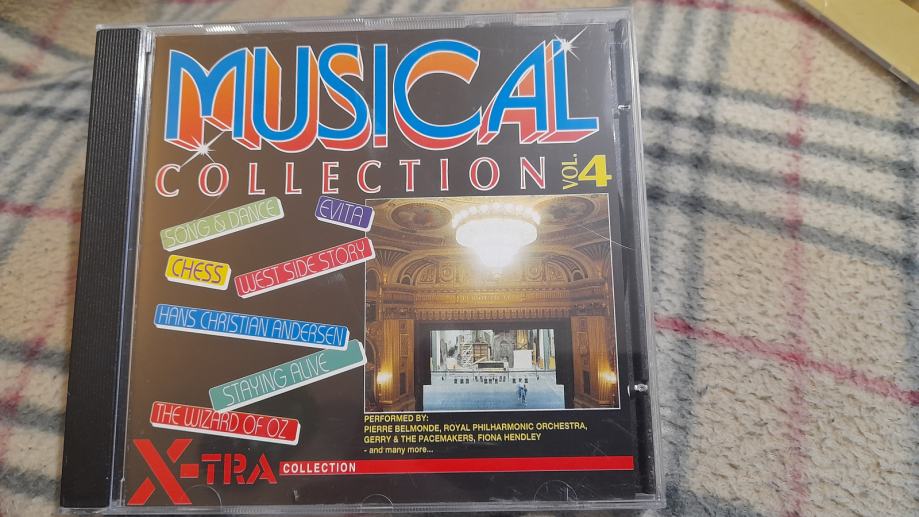 MUSICAL
COLLECTION VOL. 4
SONG & DANCE
EVITA
CHESS
WEST SIDE STORY
HANS CHRISTIAN ANDERSEN
STAYING ALIVE
THE WIZARD OF OZ
PERFORMED BY:
PIERRE BELMONDE, ROYAL PHILHARMONIC ORCHESTRA,
GERRY & THE PACEMAKERS, FIONA HENDLEY
- and many more...
X-TRA COLLECTION